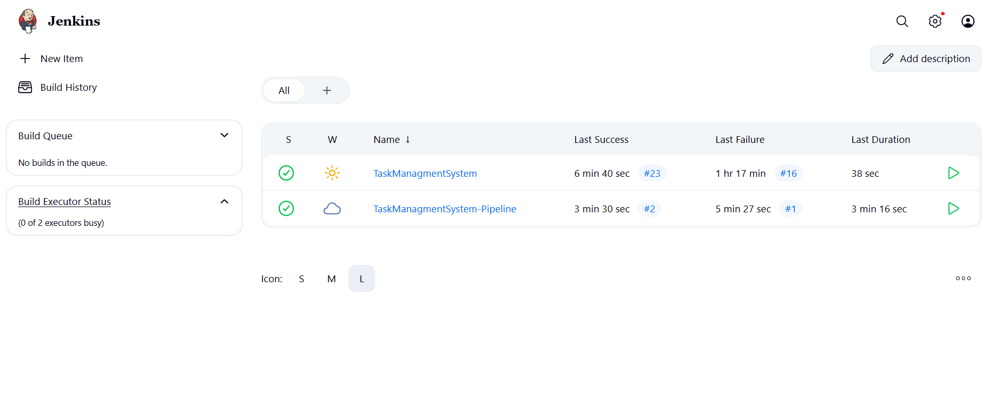 Jenkins
New Item
Add description
Build History
All
Build Queue
No builds in the queue.
Build Executor Status
(0 of 2 executors busy)
S W Name ↓ Last Success Last Failure Last Duration
TaskManagmentSystem 6 min 40 sec #23 1 hr 17 min #16 38 sec
TaskManagmentSystem-Pipeline 3 min 30 sec #2 5 min 27 sec #1 3 min 16 sec
Icon: S M L